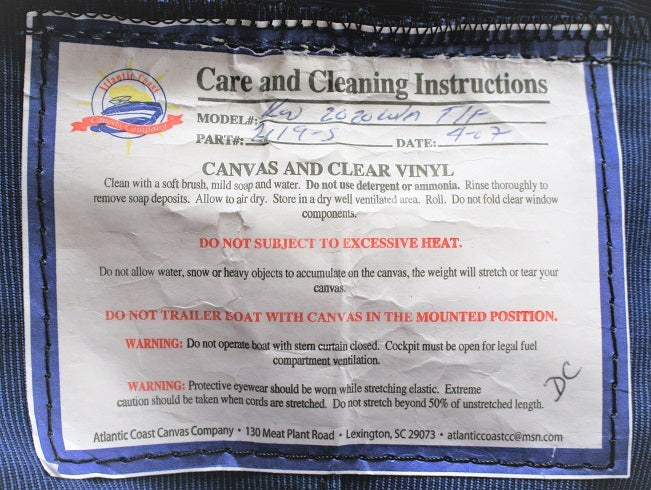 Atlantic Coast
Canvas Company
Care and Cleaning Instructions
MODEL#: 2020 T/F
PART#: 2119-S DATE: 4-07
CANVAS AND CLEAR VINYL
Clean with a soft brush, mild soap and water. Do not use detergent or ammonia. Rinse thoroughly to
remove soap deposits. Allow to air dry. Store in a dry well ventilated area. Roll. Do not fold clear window
components.
DO NOT SUBJECT TO EXCESSIVE HEAT.
Do not allow water, snow or heavy objects to accumulate on the canvas, the weight will stretch or tear your
canvas.
DO NOT TRAILER BOAT WITH CANVAS IN THE MOUNTED POSITION.
WARNING: Do not operate boat with stern curtain closed. Cockpit must be open for legal fuel
compartment ventilation.
WARNING: Protective eyewear should be worn while stretching elastic. Extreme
caution should be taken when cords are stretched. Do not stretch beyond 50% of unstretched length.
DC
Atlantic Coast Canvas Company • 130 Meat Plant Road • Lexington, SC 29073 • atlanticcoastcc@msn.com